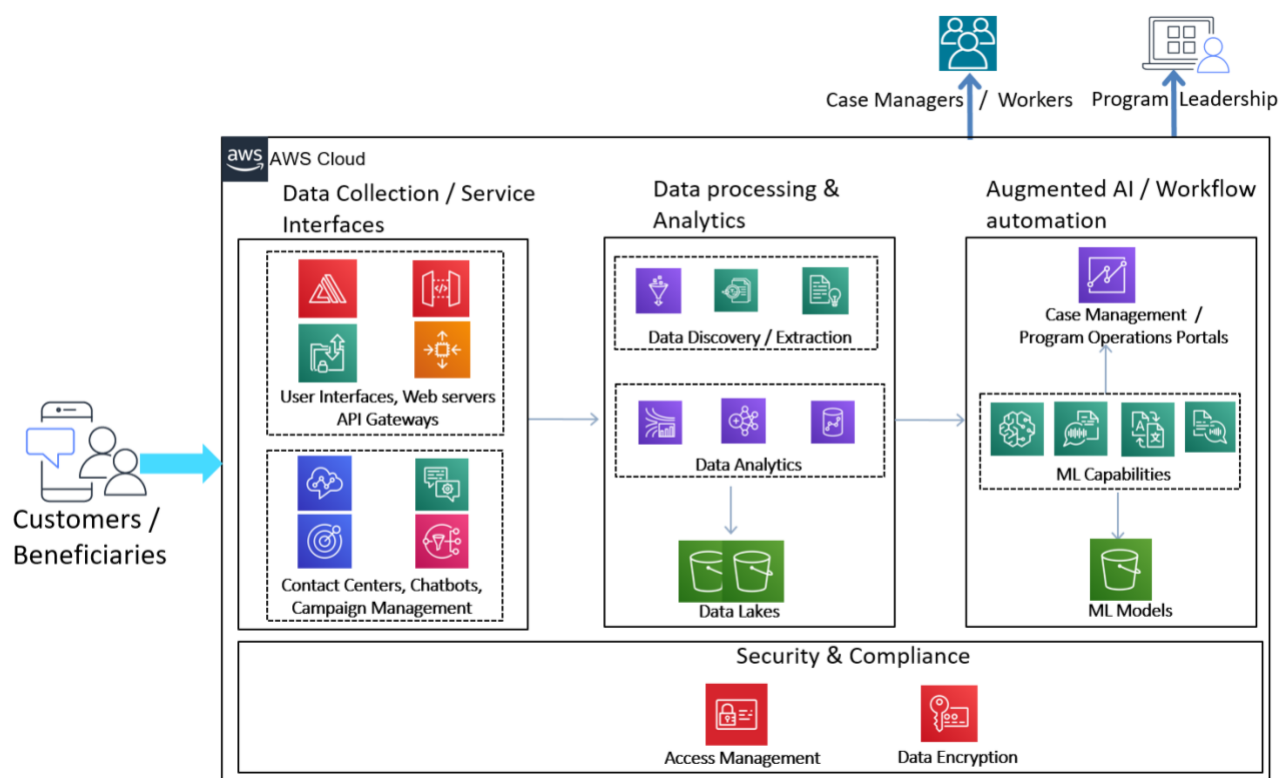 Case Managers / Workers
Program Leadership
aws
AWS Cloud
Data Collection / Service
Interfaces
Data processing &
Analytics
Augmented AI / Workflow
automation
User Interfaces, Web servers
API Gateways
Contact Centers, Chatbots,
Campaign Management
Customers /
Beneficiaries
Data Discovery / Extraction
Data Analytics
Data Lakes
Case Management /
Program Operations Portals
ML Capabilities
ML Models
Security & Compliance
Access Management
Data Encryption